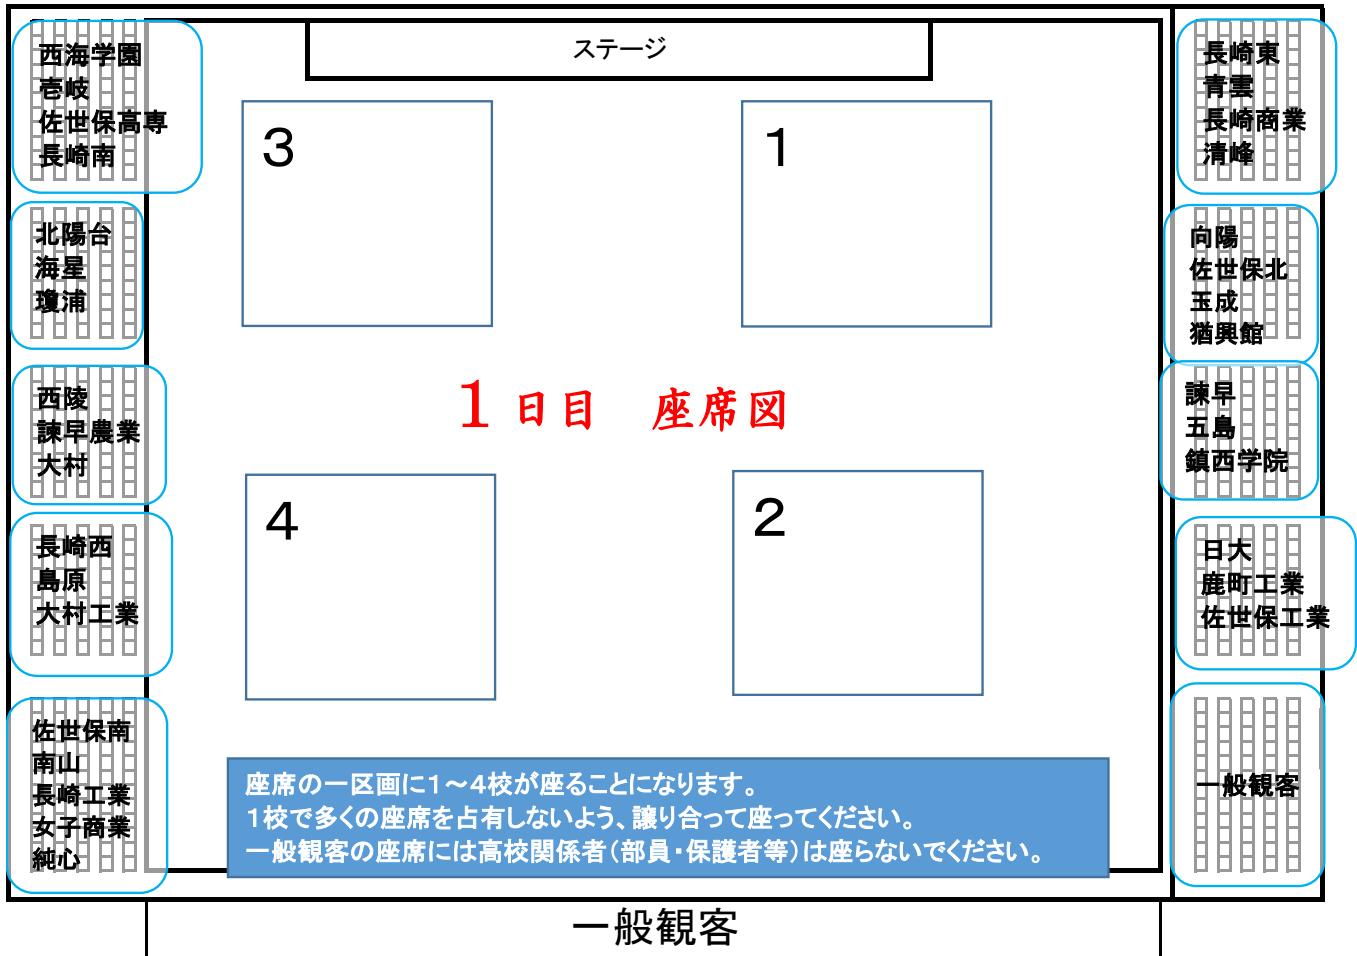 ステージ
西海学園
壱岐
佐世保高専
長崎南
3
1
長崎東
青雲
長崎商業
清峰
北陽台
海星
瓊浦
向陽
佐世保北
玉成
猶興館
1日目　座席図
西陵
諫早農業
大村
諫早
五島
鎮西学院
4
2
長崎西
島原
大村工業
日大
鹿町工業
佐世保工業
佐世保南
南山
長崎工業
女子商業
純心
一般観客
座席の一区画に1～4校が座ることになります。
1校で多くの座席を占有しないよう、譲り合って座ってください。
一般観客の座席には高校関係者(部員・保護者等)は座らないでください。
一般観客